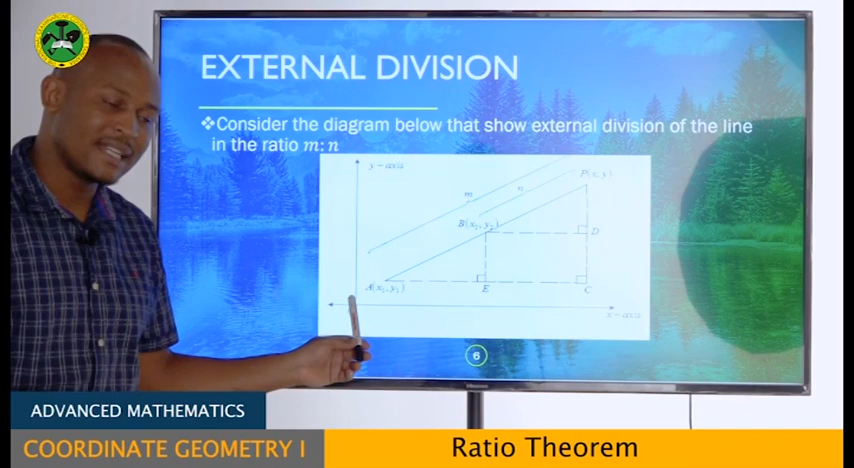 EXTERNAL DIVISION
❖Consider the diagram below that show external division of the line
in the ratio m:n
y-axis
P(x, y)
m
n
B(x₂, y₂)
D
A(x₁, y₁)
E
C
x-axis
6
Hisense
ADVANCED MATHEMATICS
COORDINATE GEOMETRY I
Ratio Theorem